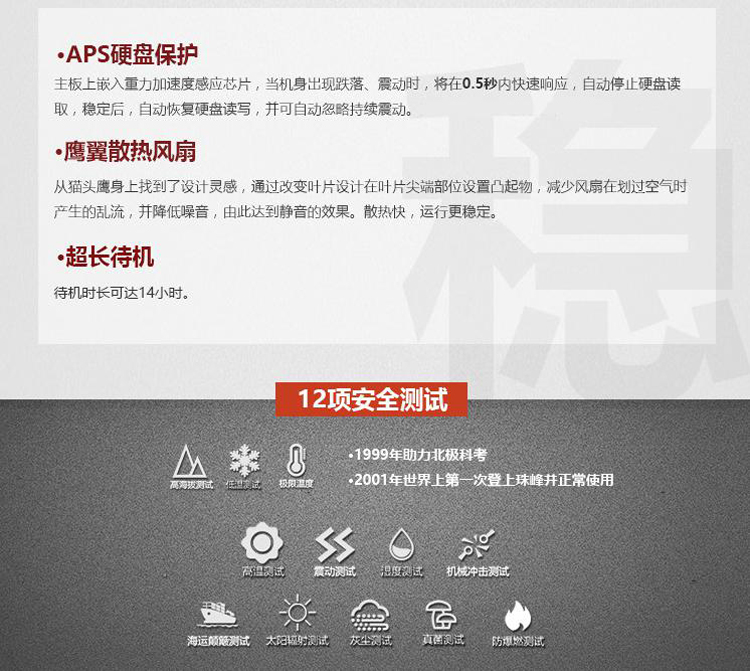 •APS硬盘保护
主板上嵌入重力加速度感应芯片，当机身出现跌落、震动时，将在0.5秒内快速响应，自动停止硬盘读
取，稳定后，自动恢复硬盘读写，并可自动忽略持续震动。
•鹰翼散热风扇
从猫头鹰身上找到了设计灵感，通过改变叶片设计在叶片尖端部位设置凸起物，减少风扇在划过空气时
产生的乱流，并降低噪音，由此达到静音的效果。散热快，运行更稳定。
•超长待机
待机时长可达14小时。
稳
12项安全测试
高海拔测试 低温测试 极限温度
•1999年助力北极科考
•2001年世界上第一次登上珠峰并正常使用
高温测试 震动测试 湿度测试 机械冲击测试
海运颠簸测试 太阳辐射测试 灰尘测试 真菌测试 防爆燃测试